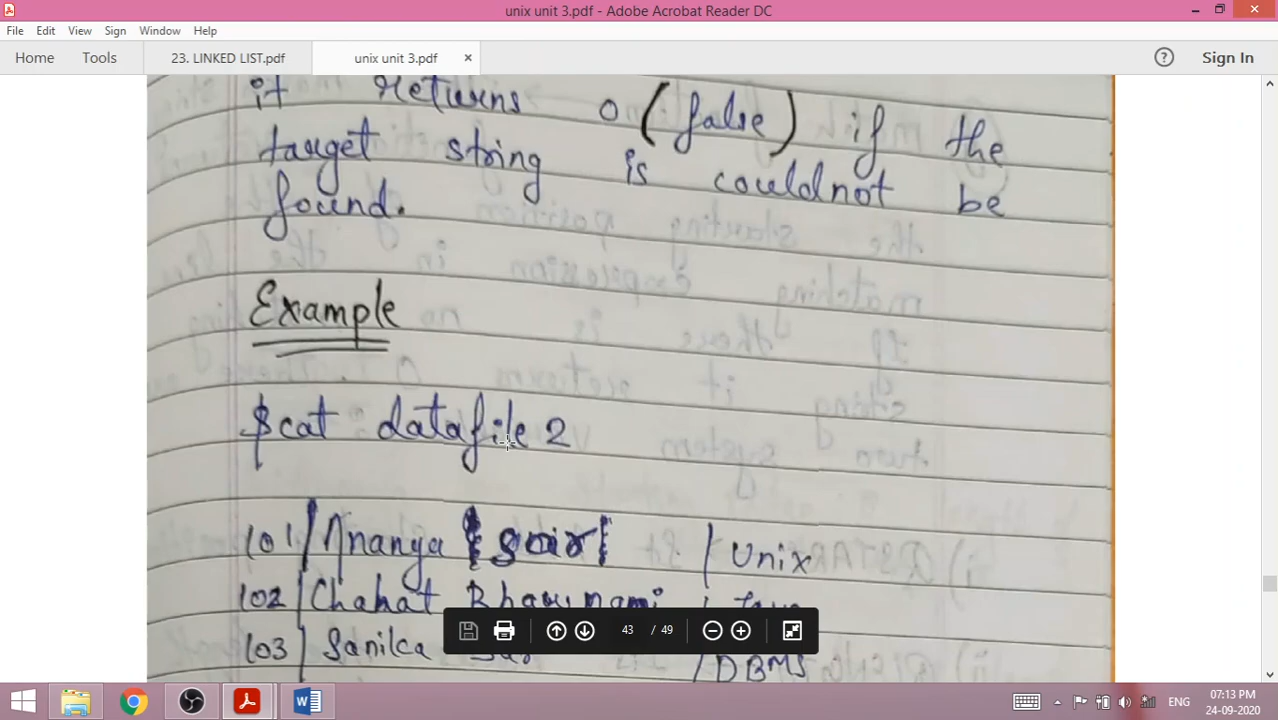 unix unit 3.pdf - Adobe Acrobat Reader DC
File Edit View Sign Window Help
Home Tools 23. LINKED LIST.pdf unix unit 3.pdf × Sign In
it returns 0 (false) if the
target string is couldnot be
found.
Example
$cat datafile 2
101 | Ananya | | Unix
102 | Chahat
103 | Sanika | DBMS
43 / 49
ENG 07:13 PM
24-09-2020